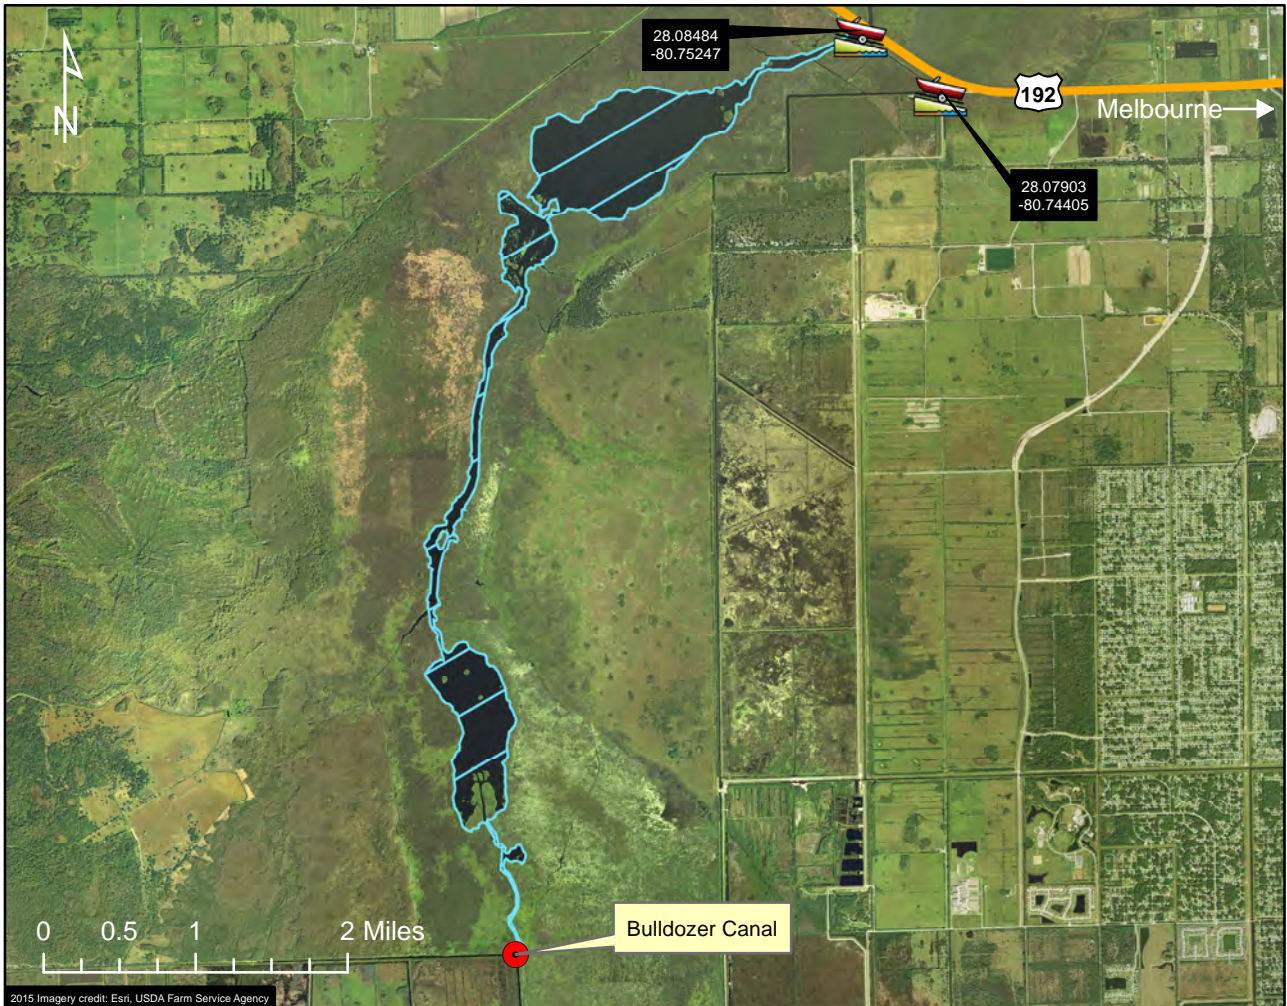 28.08484
-80.75247
192
Melbourne
N
28.07903
-80.74405
Bulldozer Canal
0 0.5 1 2 Miles
2015 Imagery credit: Esri, USDA Farm Service Agency